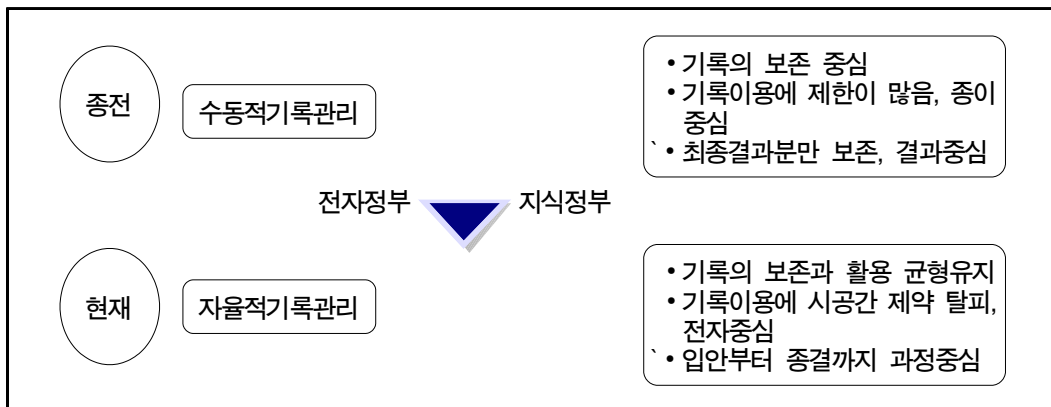 종전
수동적기록관리
• 기록의 보존 중심
• 기록이용에 제한이 많음, 종이
중심
` • 최종결과분만 보존, 결과중심
전자정부
지식정부
현재
자율적기록관리
• 기록의 보존과 활용 균형유지
• 기록이용에 시공간 제약 탈피,
전자중심
` • 입안부터 종결까지 과정중심